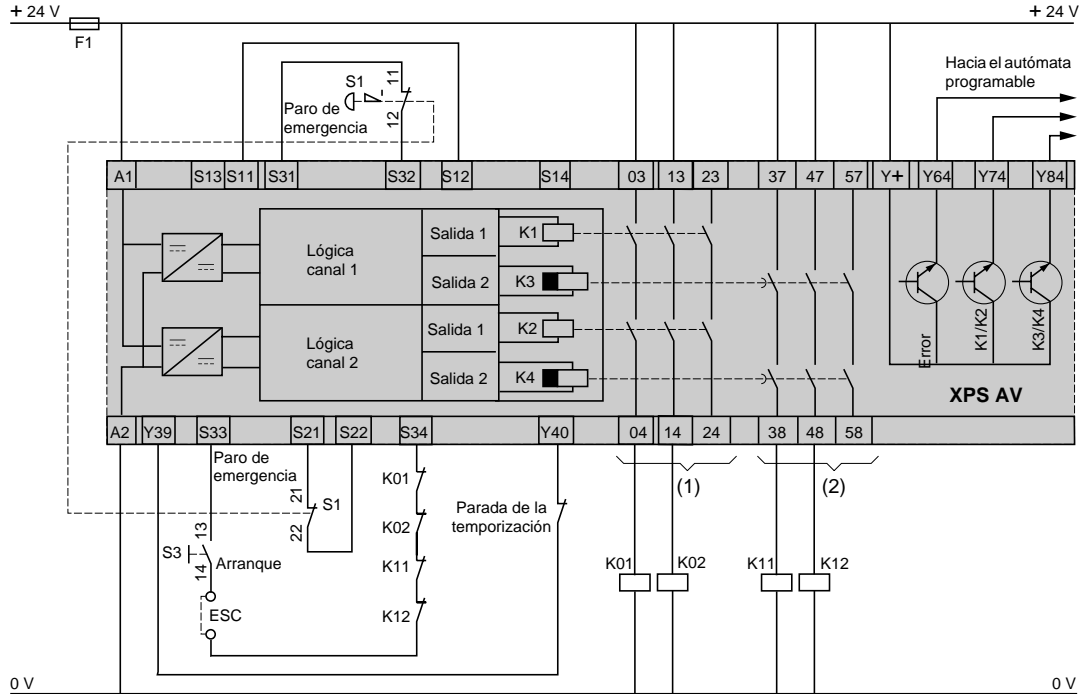 + 24 V
+ 24 V
F1
Hacia el autómata
programable
S1
11
12
Paro de
emergencia
A1
S13
S11
S31
S32
S12
S14
03
13
23
37
47
57
Y+
Y64
Y74
Y84
Lógica
canal 1
Salida 1
K1
Salida 2
K3
Lógica
canal 2
Salida 1
K2
Salida 2
K4
Error
K1/K2
K3/K4
XPS AV
A2
Y39
S33
S21
S22
S34
Y40
04
14
24
38
48
58
Paro de
emergencia
21
22
S1
K01
K02
K11
K12
Parada de la
temporización
(1)
(2)
S3
13
14
Arranque
ESC
K01
K02
K11
K12
0 V
0 V